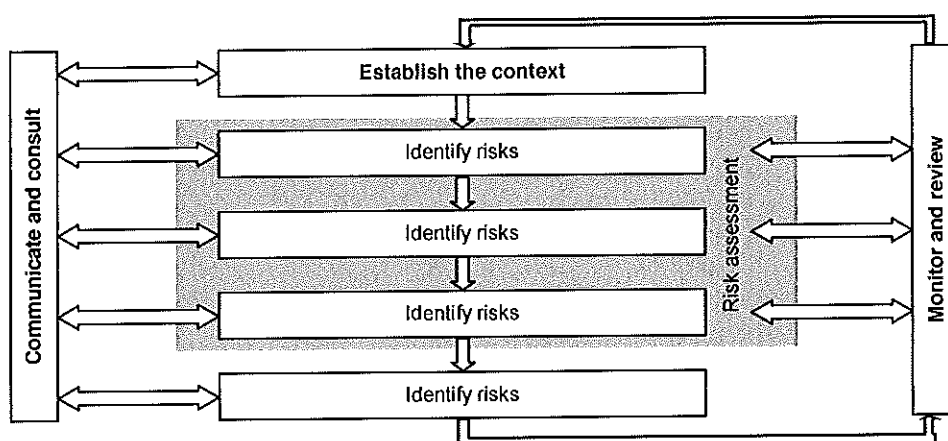 Establish the context
Communicate and consult
Identify risks
Identify risks
Identify risks
Risk assessment
Identify risks
Monitor and review